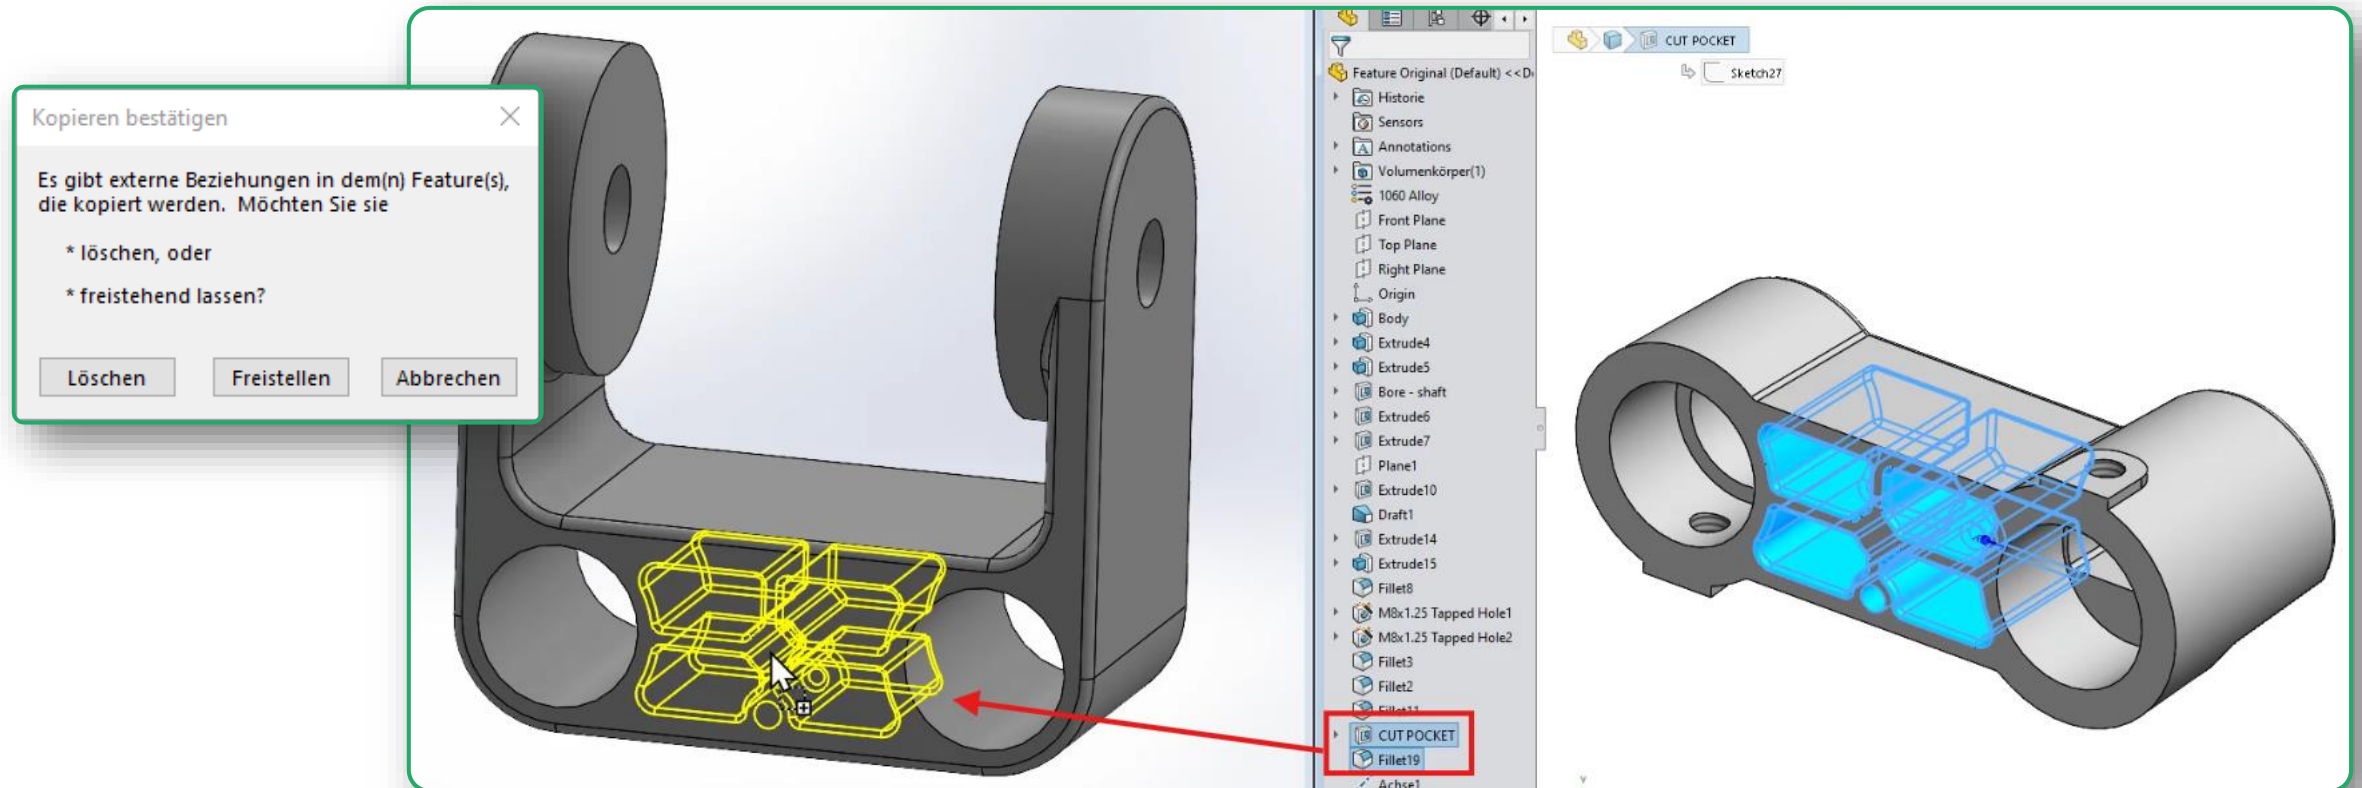 Kopieren bestätigen
Es gibt externe Beziehungen in dem(n) Feature(s),
die kopiert werden. Möchten Sie sie
* löschen, oder
* freistehend lassen?
Löschen
Freistellen
Abbrechen
Feature Original (Default) <<D
Historie
Sensors
Annotations
Volumenkörper(1)
1060 Alloy
Front Plane
Top Plane
Right Plane
Origin
Body
Extrude4
Extrude5
Bore - shaft
Extrude6
Extrude7
Plane1
Extrude10
Draft1
Extrude14
Extrude15
Fillet8
M8x1.25 Tapped Hole1
M8x1.25 Tapped Hole2
Fillet3
Fillet2
Fillet11
CUT POCKET
Fillet19
Achse1
CUT POCKET
Sketch27
Y